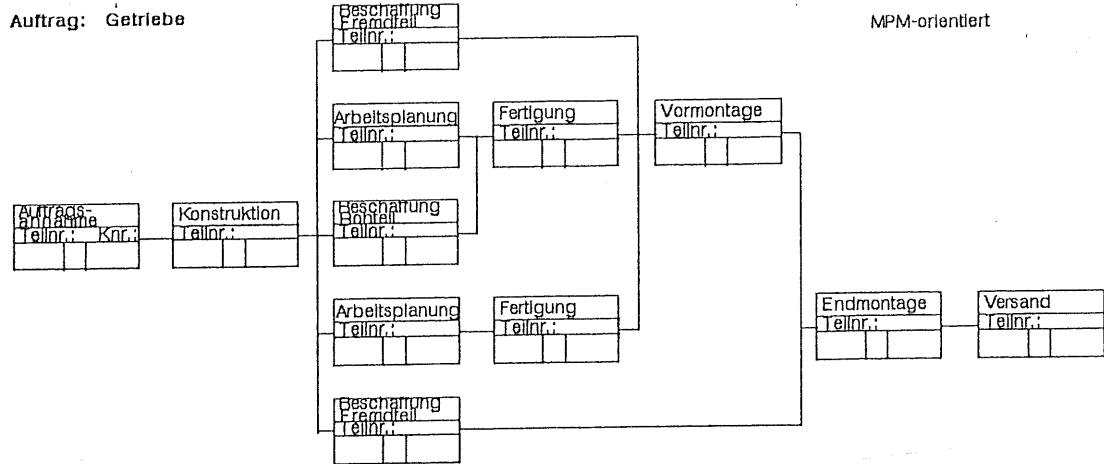 Auftrag: Getriebe
MPM-orientiert
Beschaffung
Fremdteil
Teilnr.:
Arbeitsplanung
Teilnr.:
Fertigung
Teilnr.:
Vormontage
Teilnr.:
Auftrags-
annahme
Teilnr.: Knr.:
Konstruktion
Teilnr.:
Beschaffung
Rohteil
Teilnr.:
Arbeitsplanung
Teilnr.:
Fertigung
Teilnr.:
Endmontage
Teilnr.:
Versand
Teilnr.:
Beschaffung
Fremdteil
Teilnr.: